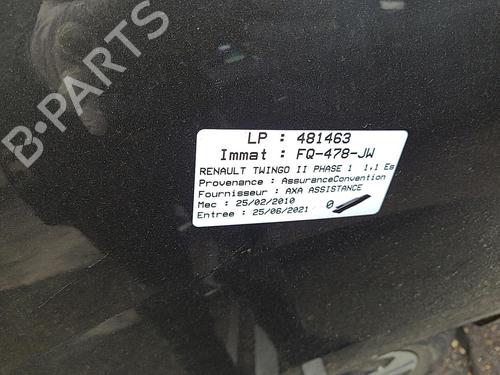 B-PARTS
LP : 481463
Immat : FQ-478-JW
RENAULT TWINGO II PHASE 1 1,1 Es
Provenance : AssuranceConvention
Fournisseur : AXA ASSISTANCE
Mec : 25/02/2010
Entree : 25/06/2021 0